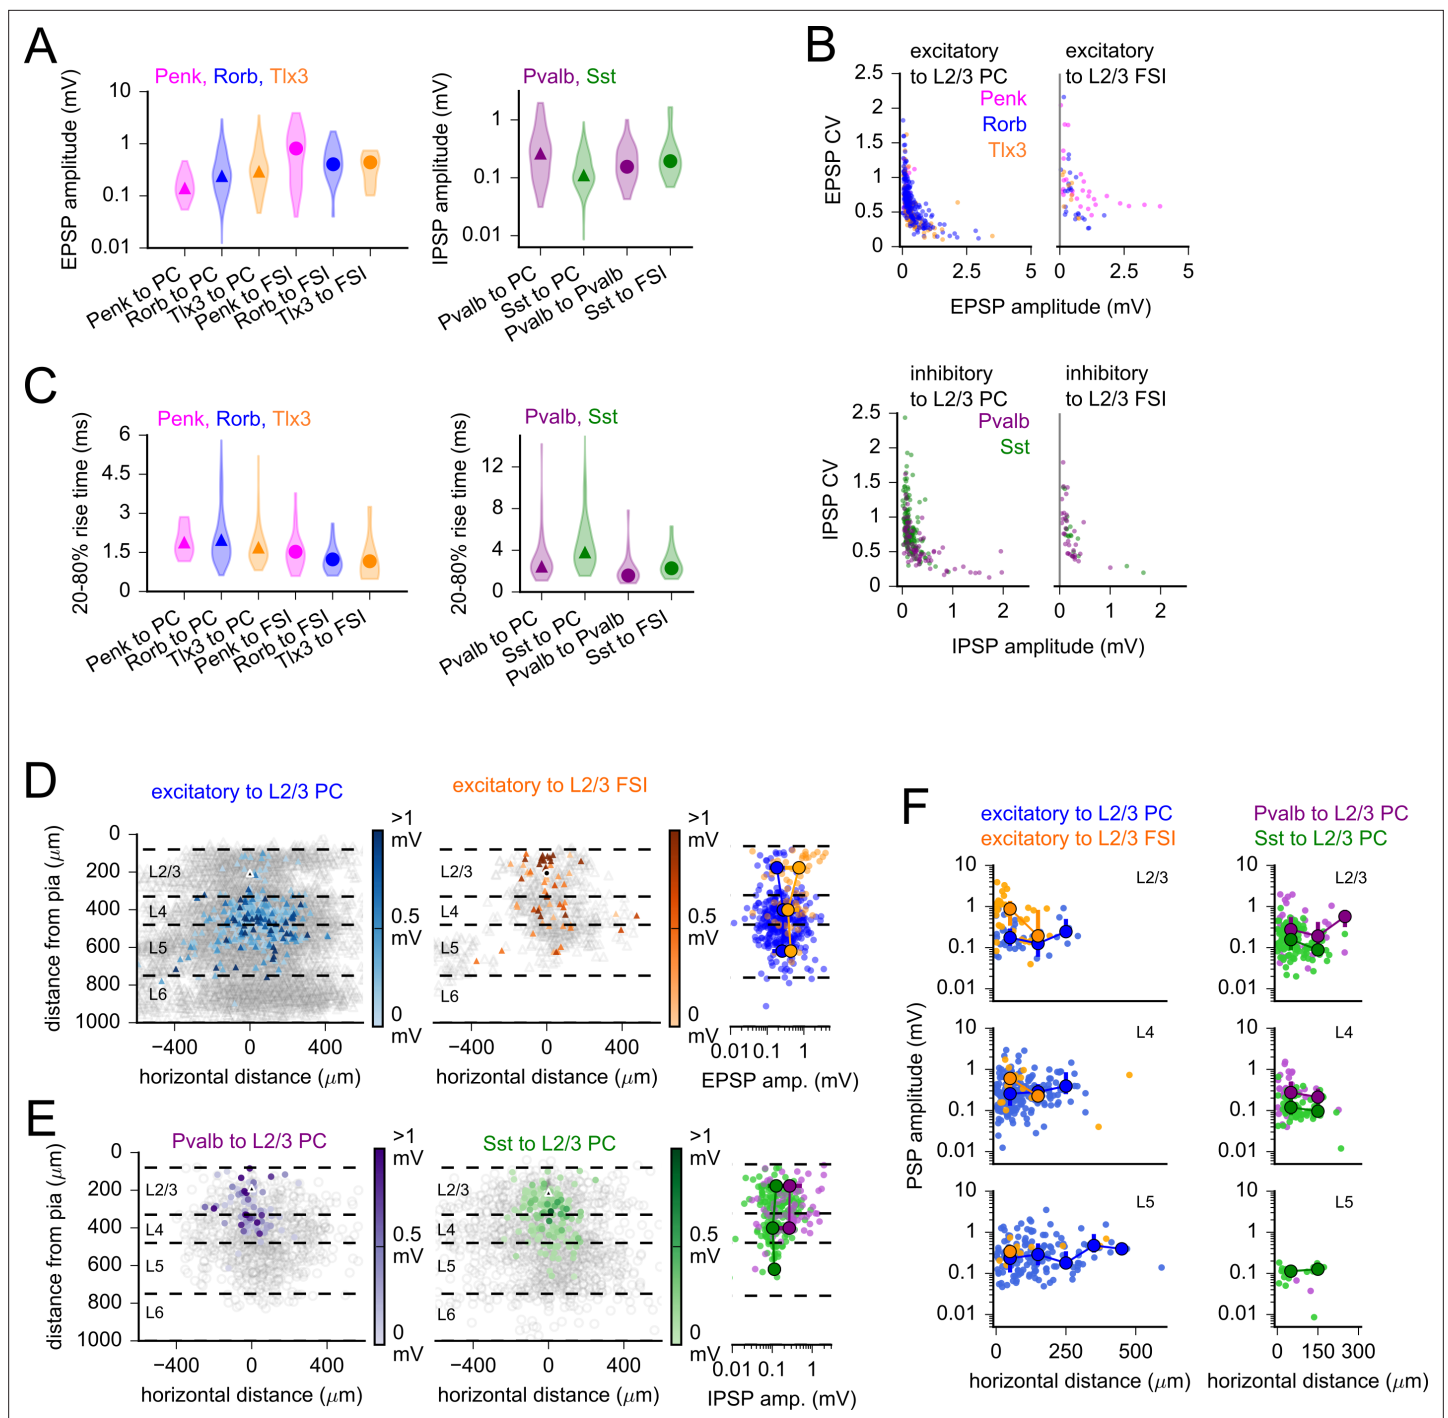 A
Penk, Rorb, Tlx3
EPSP amplitude (mV)
10
1
0.1
0.01
Penk to PC
Rorb to PC
Tlx3 to PC
Penk to FSI
Rorb to FSI
Tlx3 to FSI
Pvalb, Sst
IPSP amplitude (mV)
1
0.1
0.01
Pvalb to PC
Sst to PC
Pvalb to Pvalb
Sst to FSI
B
excitatory
to L2/3 PC
excitatory
to L2/3 FSI
Penk
Rorb
Tlx3
EPSP CV
2.5
2
1.5
1
0.5
0
0 2.5 5
0 2.5 5
EPSP amplitude (mV)
inhibitory
to L2/3 PC
inhibitory
to L2/3 FSI
Pvalb
Sst
IPSP CV
2.5
2
1.5
1
0.5
0
0 1 2
0 1 2
IPSP amplitude (mV)
C
Penk, Rorb, Tlx3
20-80% rise time (ms)
6
4.5
3
1.5
0
Penk to PC
Rorb to PC
Tlx3 to PC
Penk to FSI
Rorb to FSI
Tlx3 to FSI
Pvalb, Sst
20-80% rise time (ms)
12
8
4
0
Pvalb to PC
Sst to PC
Pvalb to Pvalb
Sst to FSI
D
excitatory to L2/3 PC
distance from pia (μm)
0
200
400
600
800
1000
L2/3
L4
L5
L6
−400 0 400
horizontal distance (μm)
>1
mV
0.5
mV
0
mV
excitatory to L2/3 FSI
L2/3
L4
L5
L6
−400 0 400
horizontal distance (μm)
>1
mV
0.5
mV
0
mV
0.01 0.1 1
EPSP amp. (mV)
E
Pvalb to L2/3 PC
distance from pia (μm)
0
200
400
600
800
1000
L2/3
L4
L5
L6
−400 0 400
horizontal distance (μm)
>1
mV
0.5
mV
0
mV
Sst to L2/3 PC
L2/3
L4
L5
L6
−400 0 400
horizontal distance (μm)
>1
mV
0.5
mV
0
mV
0.01 0.1 1
IPSP amp. (mV)
F
excitatory to L2/3 PC
excitatory to L2/3 FSI
Pvalb to L2/3 PC
Sst to L2/3 PC
PSP amplitude (mV)
10
1
0.1
0.01
L2/3
10
1
0.1
0.01
L2/3
10
1
0.1
0.01
L4
10
1
0.1
0.01
L4
10
1
0.1
0.01
L5
10
1
0.1
0.01
L5
0 250 500
horizontal distance (μm)
0 150 300
horizontal distance (μm)